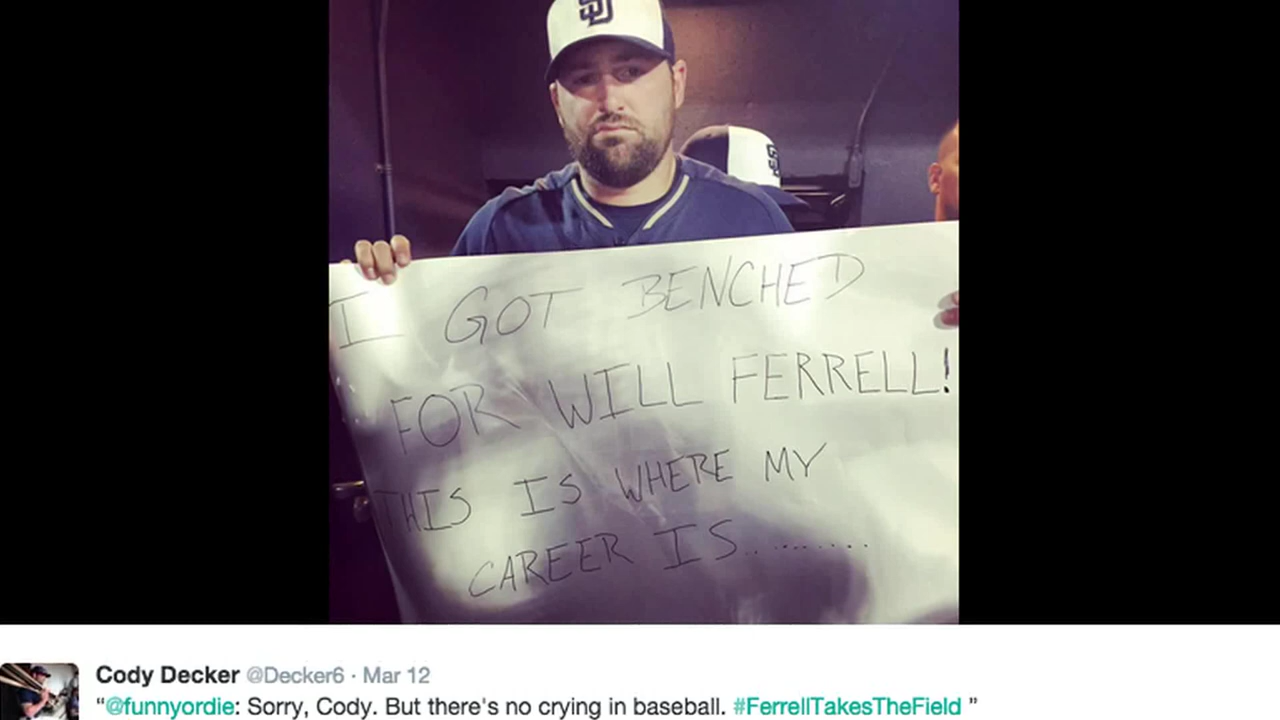 SD
SD
I GOT BENCHED
FOR WILL FERRELL!
THIS IS WHERE MY
CAREER IS.........
Cody Decker @Decker6 · Mar 12
“@funnyordie: Sorry, Cody. But there's no crying in baseball. #FerrellTakesTheField ”